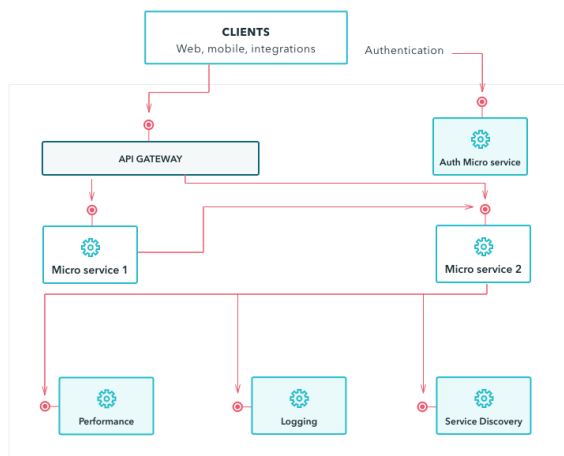 CLIENTS
Web, mobile, integrations
Authentication
API GATEWAY
Auth Micro service
Micro service 1
Micro service 2
Performance
Logging
Service Discovery